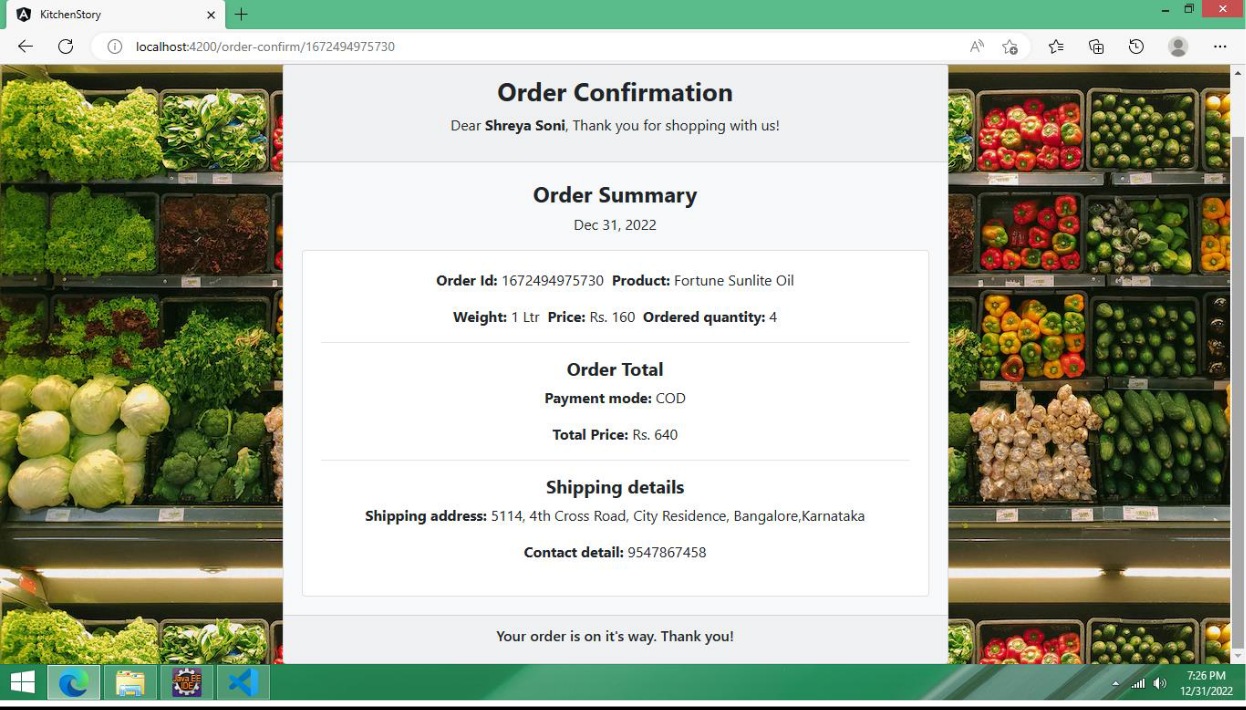 KitchenStory
localhost:4200/order-confirm/1672494975730
Order Confirmation
Dear Shreya Soni, Thank you for shopping with us!
Order Summary
Dec 31, 2022
Order Id: 1672494975730 Product: Fortune Sunlite Oil
Weight: 1 Ltr Price: Rs. 160 Ordered quantity: 4
Order Total
Payment mode: COD
Total Price: Rs. 640
Shipping details
Shipping address: 5114, 4th Cross Road, City Residence, Bangalore,Karnataka
Contact detail: 9547867458
Your order is on it's way. Thank you!
Java EE
IDE
7:26 PM
12/31/2022